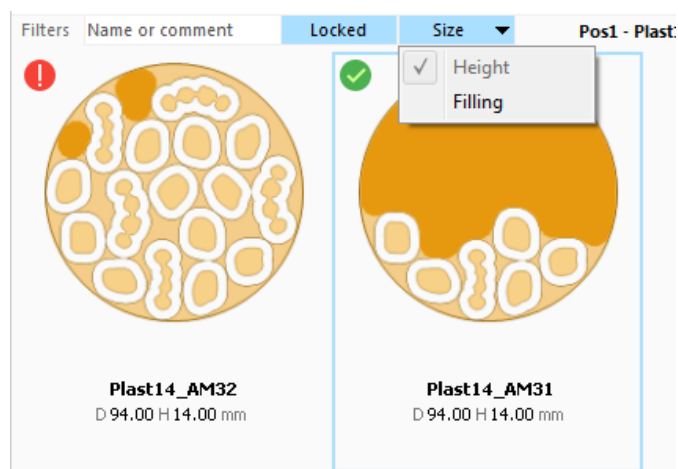 Filters Name or comment Locked Size Pos1 - Plast1
Height
Filling
Plast14_AM32 Plast14_AM31
D 94.00 H 14.00 mm D 94.00 H 14.00 mm